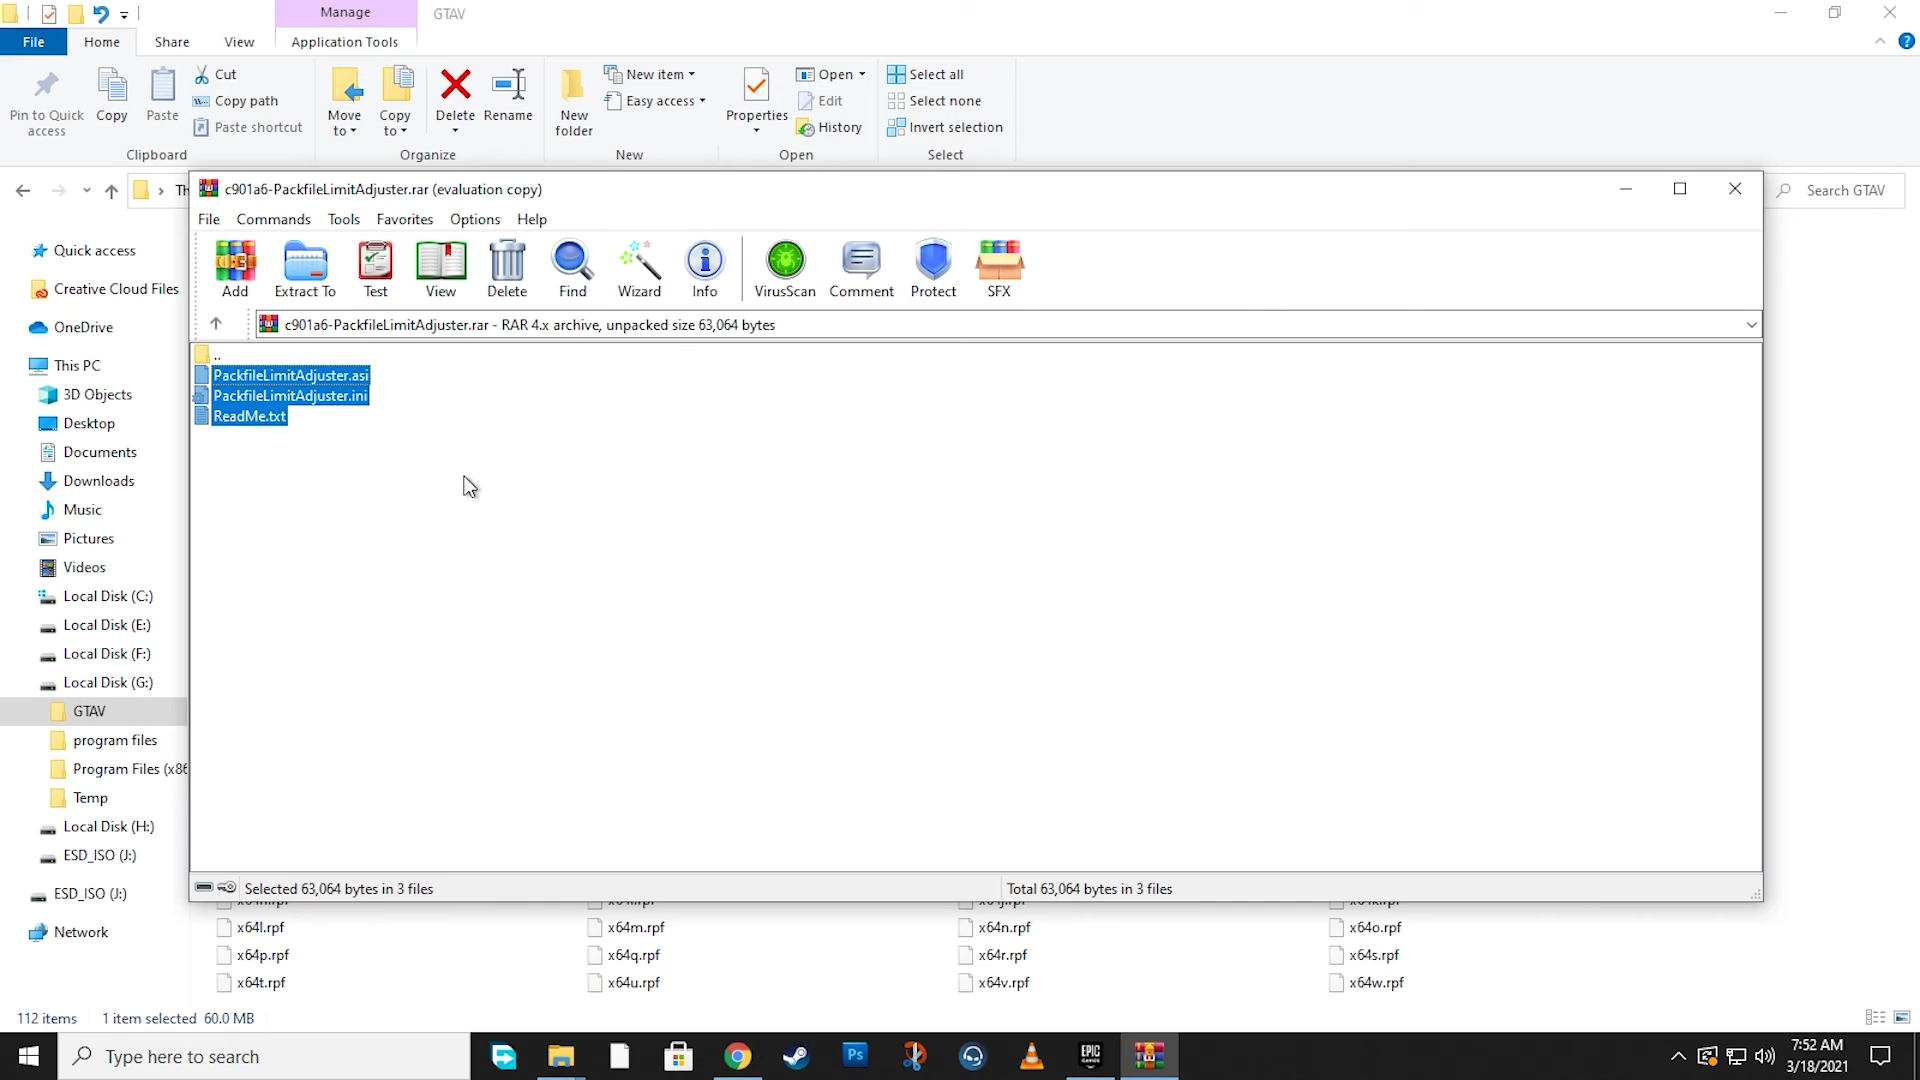 Manage
GTAV
File
Home
Share
View
Application Tools
Pin to Quick
access
Copy
Paste
Cut
Copy path
Paste shortcut
Move
to
Copy
to
Delete
Rename
New
folder
New item
Easy access
Properties
Open
Edit
History
Select all
Select none
Invert selection
Clipboard
Organize
New
Open
Select
Search GTAV
c901a6-PackfileLimitAdjuster.rar (evaluation copy)
File
Commands
Tools
Favorites
Options
Help
Add
Extract To
Test
View
Delete
Find
Wizard
Info
VirusScan
Comment
Protect
SFX
c901a6-PackfileLimitAdjuster.rar - RAR 4.x archive, unpacked size 63,064 bytes
..
PackfileLimitAdjuster.asi
PackfileLimitAdjuster.ini
ReadMe.txt
Selected 63,064 bytes in 3 files
Total 63,064 bytes in 3 files
Quick access
Creative Cloud Files
OneDrive
This PC
3D Objects
Desktop
Documents
Downloads
Music
Pictures
Videos
Local Disk (C:)
Local Disk (E:)
Local Disk (F:)
Local Disk (G:)
GTAV
program files
Program Files (x86
Temp
Local Disk (H:)
ESD_ISO (J:)
ESD_ISO (J:)
Network
x64l.rpf
x64m.rpf
x64n.rpf
x64o.rpf
x64p.rpf
x64q.rpf
x64r.rpf
x64s.rpf
x64t.rpf
x64u.rpf
x64v.rpf
x64w.rpf
112 items
1 item selected 60.0 MB
Type here to search
Ps
EPIC
GAMES
7:52 AM
3/18/2021